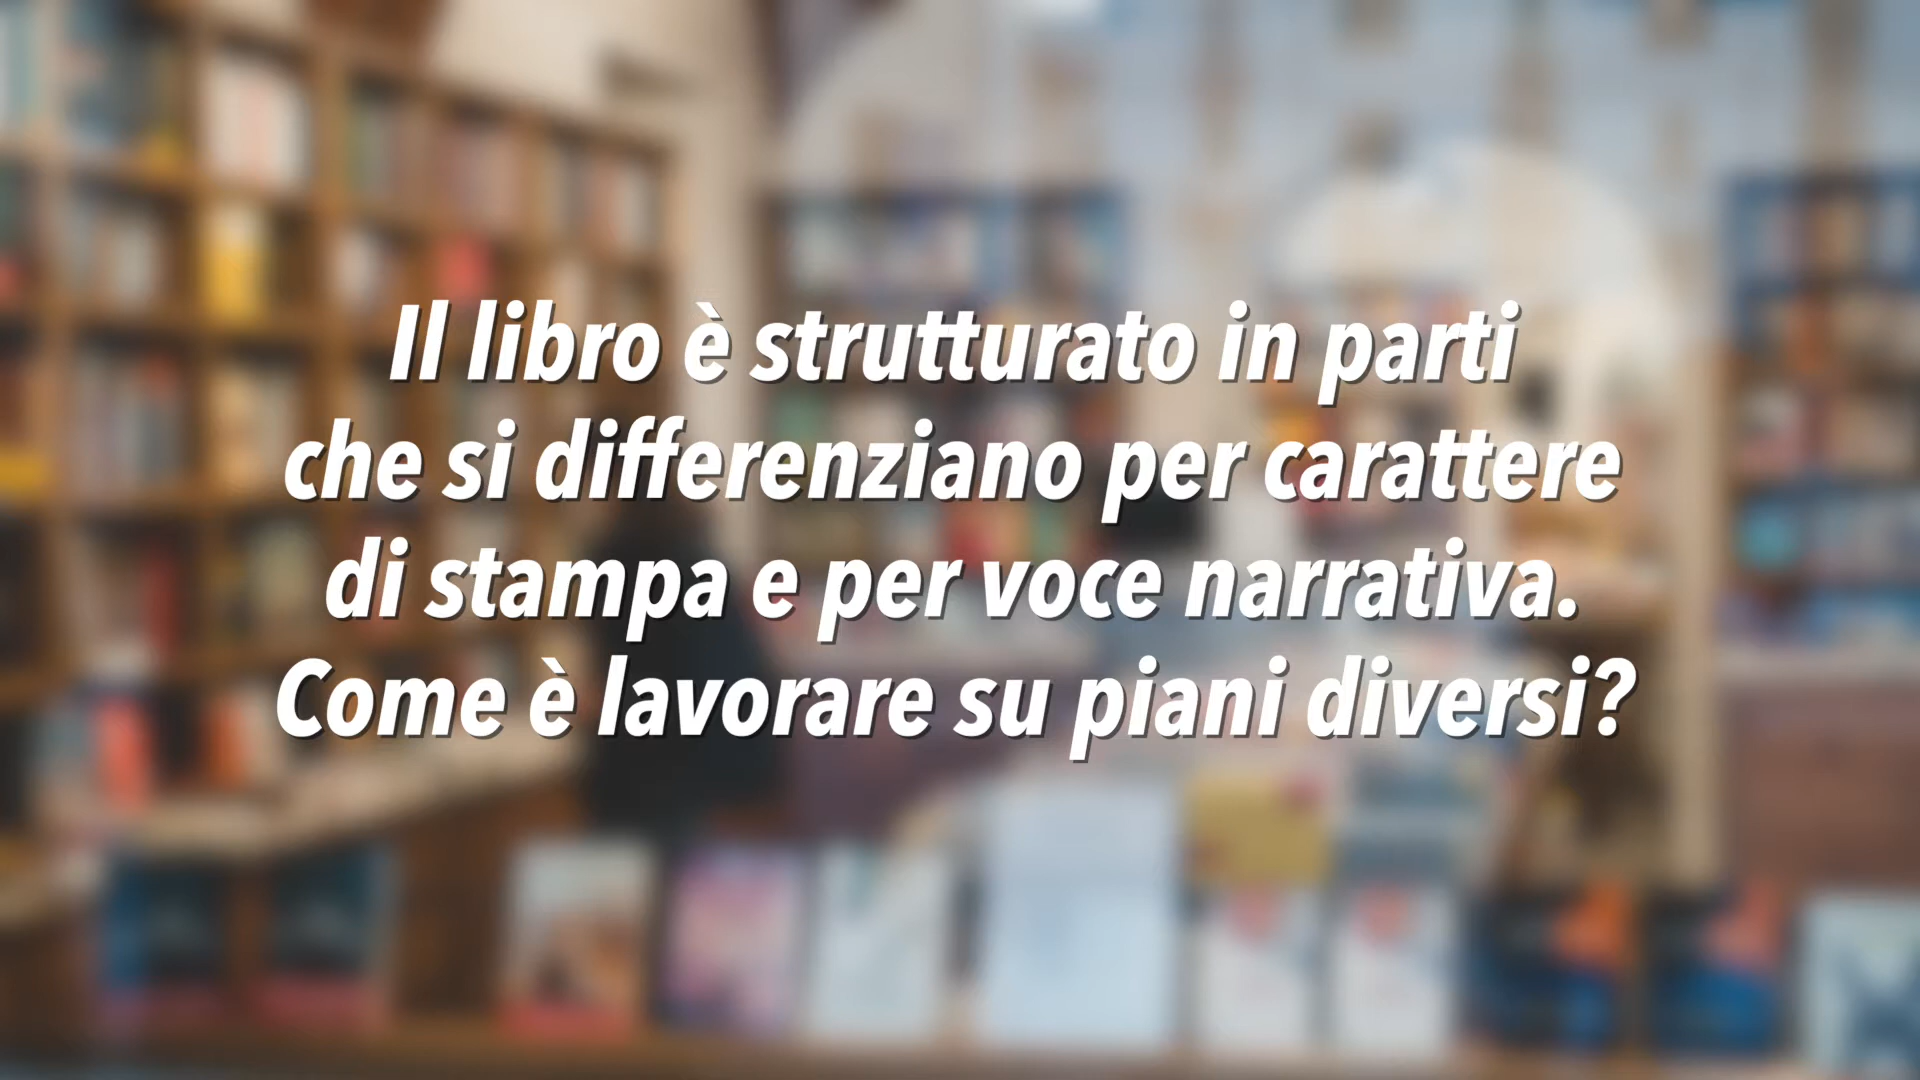 Il libro è strutturato in parti
che si differenziano per carattere
di stampa e per voce narrativa.
Come è lavorare su piani diversi?